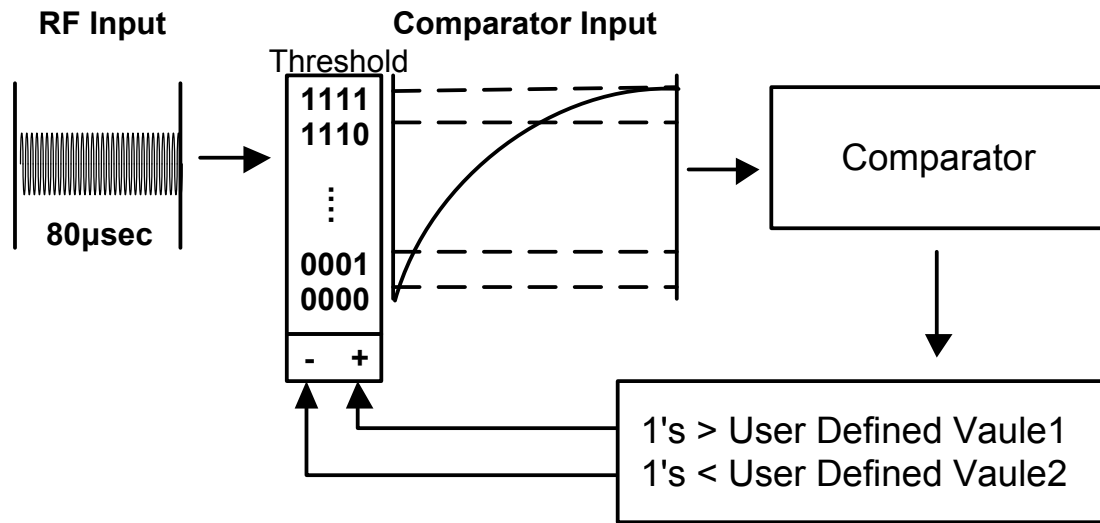 RF Input
Comparator Input
Threshold
1111
1110
0001
0000
- +
80µsec
Comparator
1's > User Defined Vaule1
1's < User Defined Vaule2